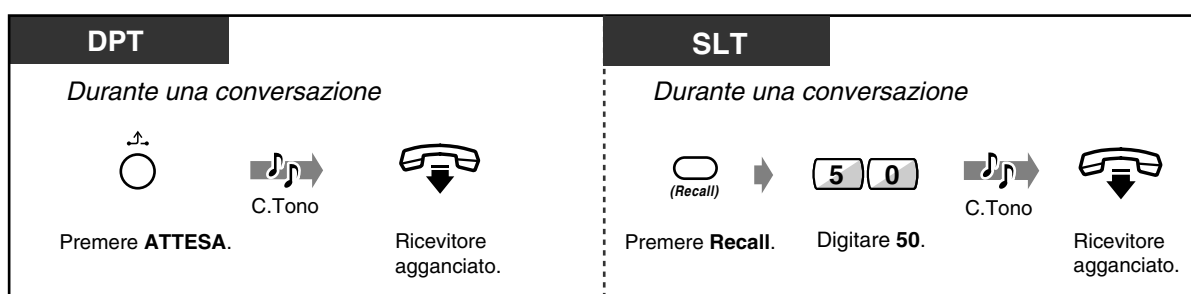 DPT
Durante una conversazione
C.Tono
Premere ATTESA.
Ricevitore
agganciato.
SLT
Durante una conversazione
(Recall)
5 0
C.Tono
Premere Recall.
Digitare 50.
Ricevitore
agganciato.